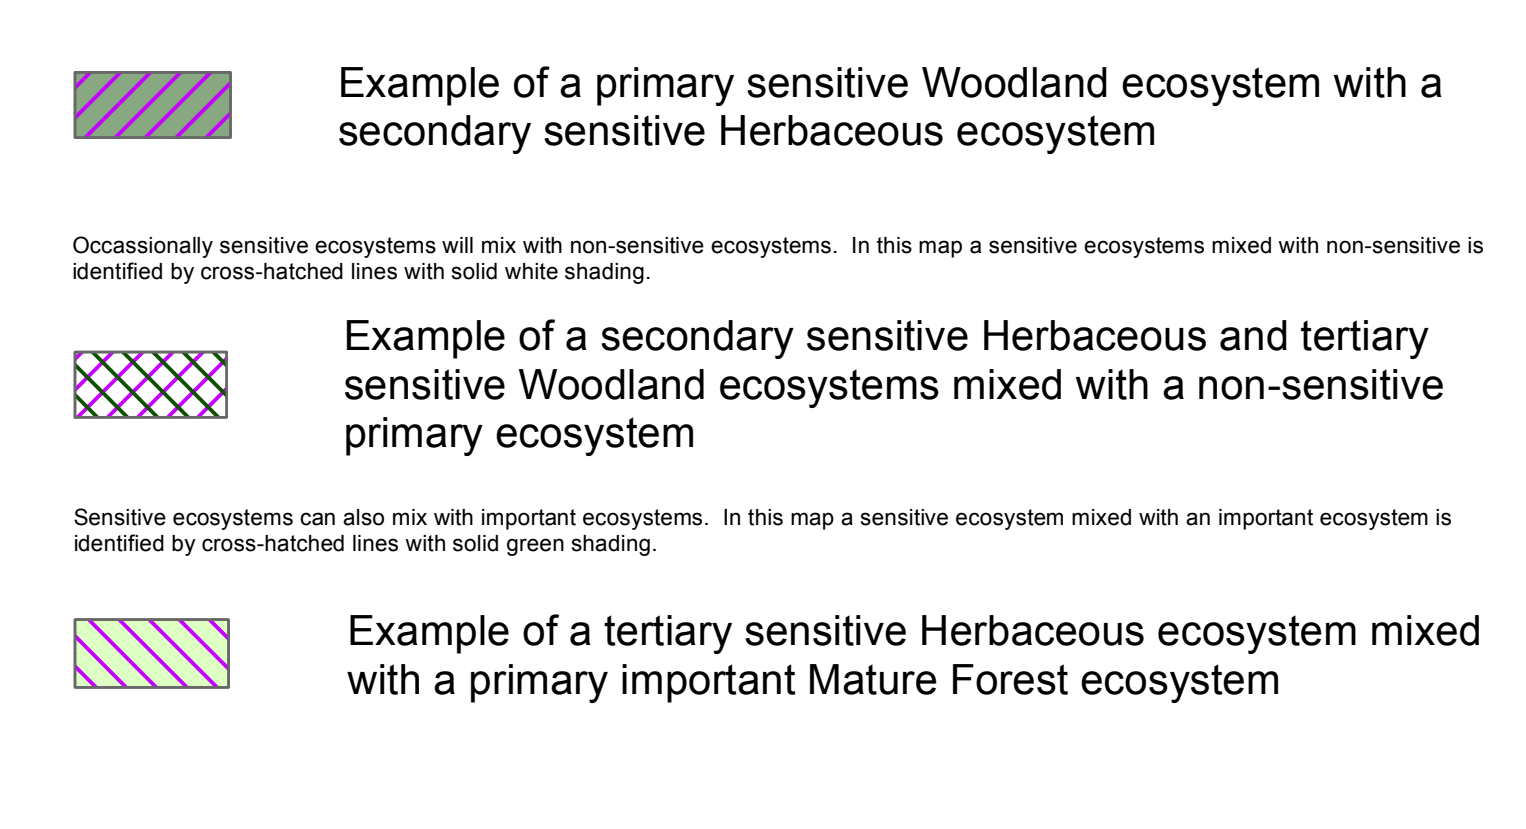 Example of a primary sensitive Woodland ecosystem with a
secondary sensitive Herbaceous ecosystem
Occassionally sensitive ecosystems will mix with non-sensitive ecosystems.  In this map a sensitive ecosystems mixed with non-sensitive is
identified by cross-hatched lines with solid white shading.
Example of a secondary sensitive Herbaceous and tertiary
sensitive Woodland ecosystems mixed with a non-sensitive
primary ecosystem
Sensitive ecosystems can also mix with important ecosystems.  In this map a sensitive ecosystem mixed with an important ecosystem is
identified by cross-hatched lines with solid green shading.
Example of a tertiary sensitive Herbaceous ecosystem mixed
with a primary important Mature Forest ecosystem